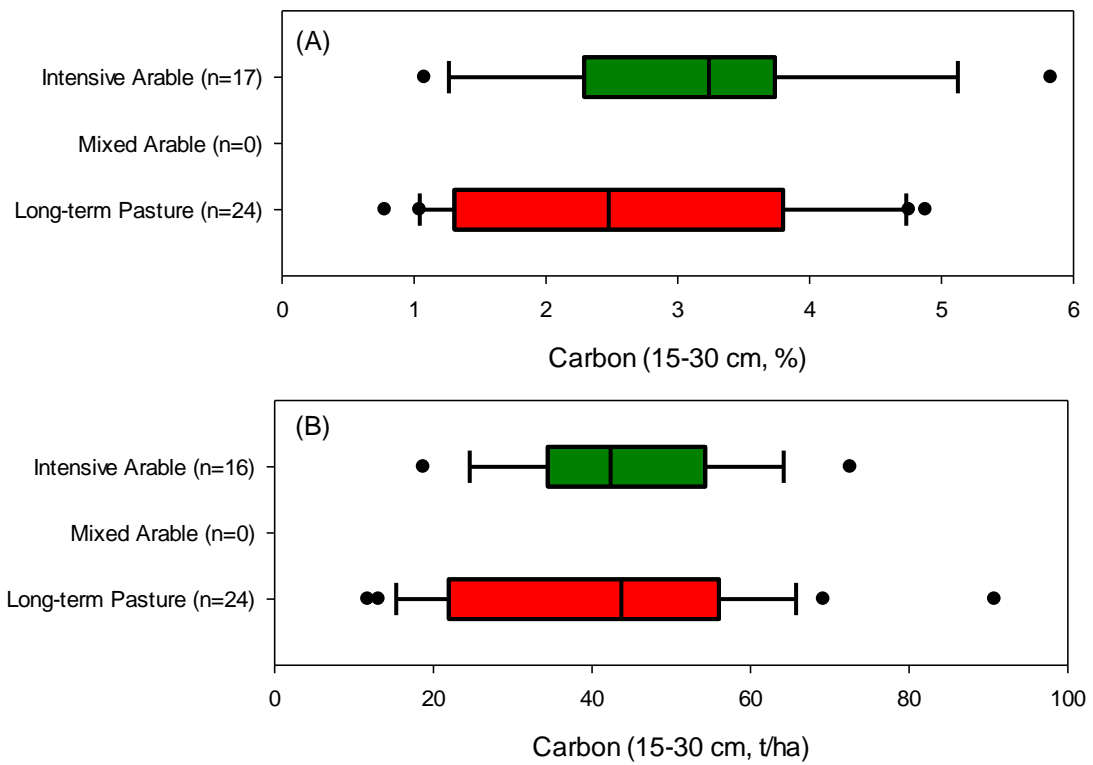 (A)
Intensive Arable (n=17)
Mixed Arable (n=0)
Long-term Pasture (n=24)
0 1 2 3 4 5 6
Carbon (15-30 cm, %)
(B)
Intensive Arable (n=16)
Mixed Arable (n=0)
Long-term Pasture (n=24)
0 20 40 60 80 100
Carbon (15-30 cm, t/ha)